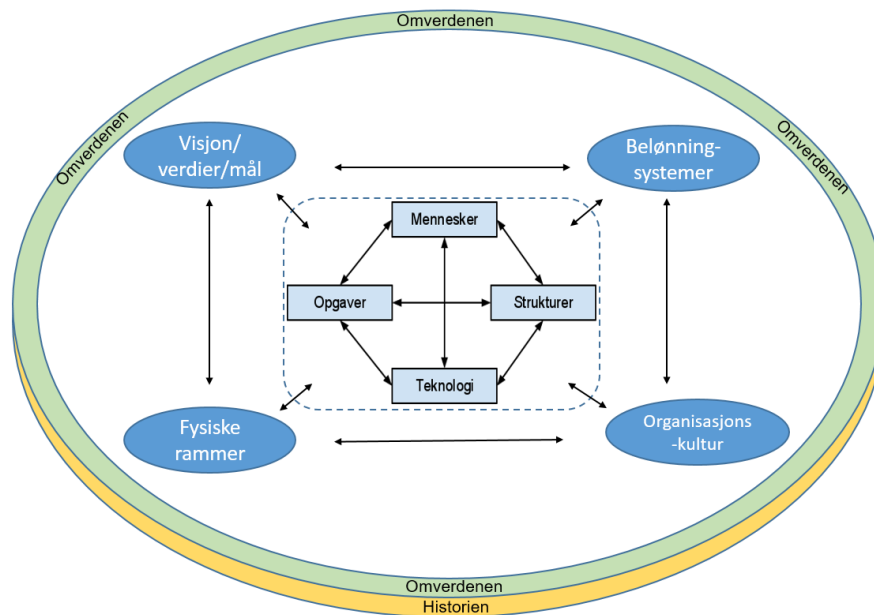 Omverdenen
Omverdenen
Omverdenen
Visjon/
verdier/mål
Belønning-
systemer
Mennesker
Opgaver
Strukturer
Teknologi
Fysiske
rammer
Organisasjons
-kultur
Omverdenen
Historien